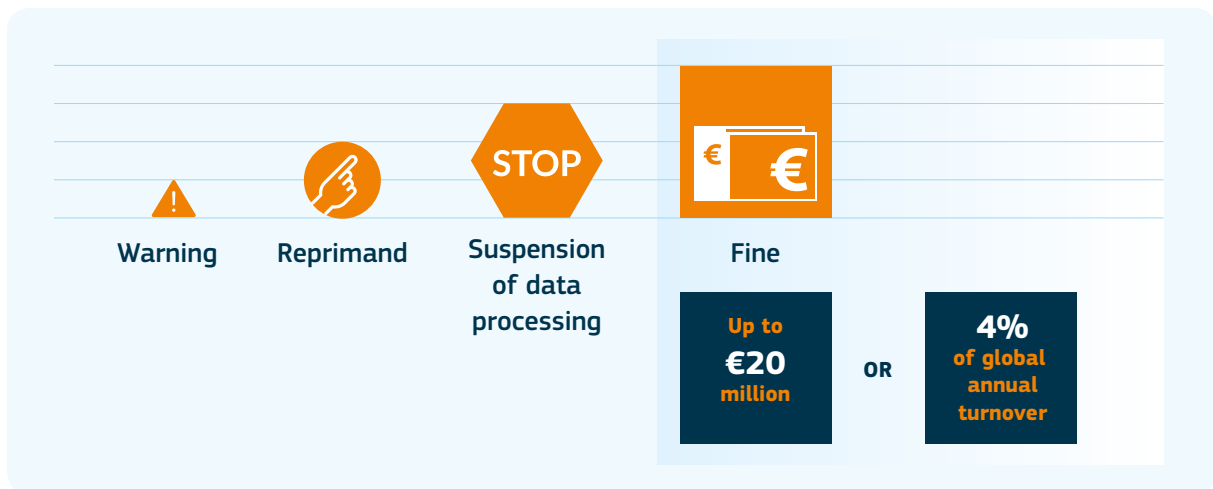 !
STOP
€
€
Warning
Reprimand
Suspension
of data
processing
Fine
Up to
€20
million
OR
4%
of global
annual
turnover